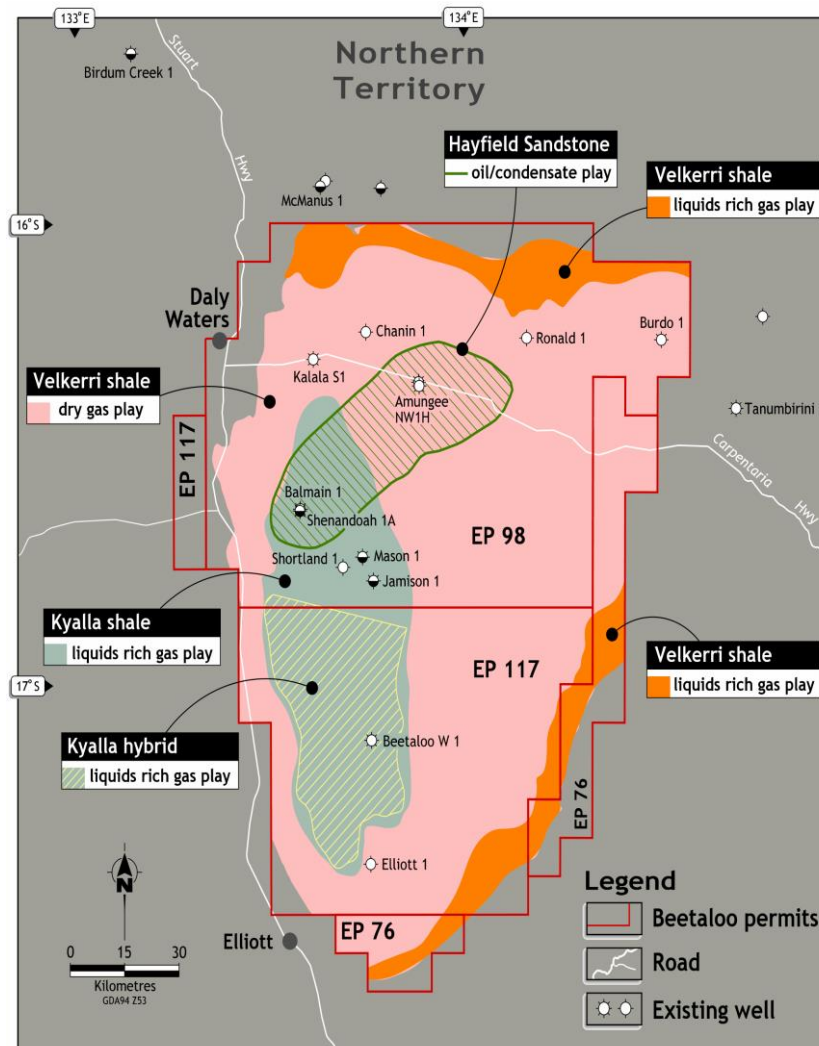 133°E
134°E
Stuart
Hwy
Birdum Creek 1
Northern
Territory
Hayfield Sandstone
oil/condensate play
Velkerri shale
liquids rich gas play
McManus 1
16°S
Daly
Waters
Chanin 1
Ronald 1
Burdo 1
Kalala S1
Velkerri shale
dry gas play
Amungee
NW1H
Tanumbirini
EP 117
Carpentaria
Hwy
Balmain 1
Shenandoah 1A
EP 98
Shortland 1
Mason 1
Jamison 1
Kyalla shale
liquids rich gas play
Velkerri shale
liquids rich gas play
17°S
EP 117
Kyalla hybrid
liquids rich gas play
Beetaloo W 1
EP 76
Elliott 1
N
Legend
Beetaloo permits
Road
Existing well
EP 76
Elliott
0 15 30
Kilometres
GDA94 Z53